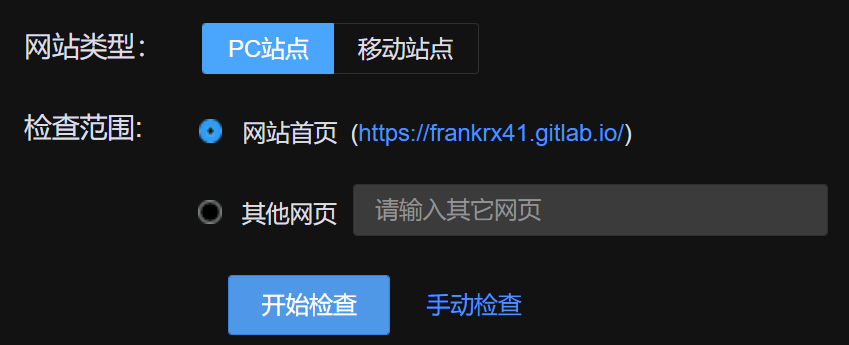 网站类型： PC站点 移动站点
检查范围: 网站首页 (https://frankrx41.gitlab.io/)
其他网页 请输入其它网页
开始检查 手动检查